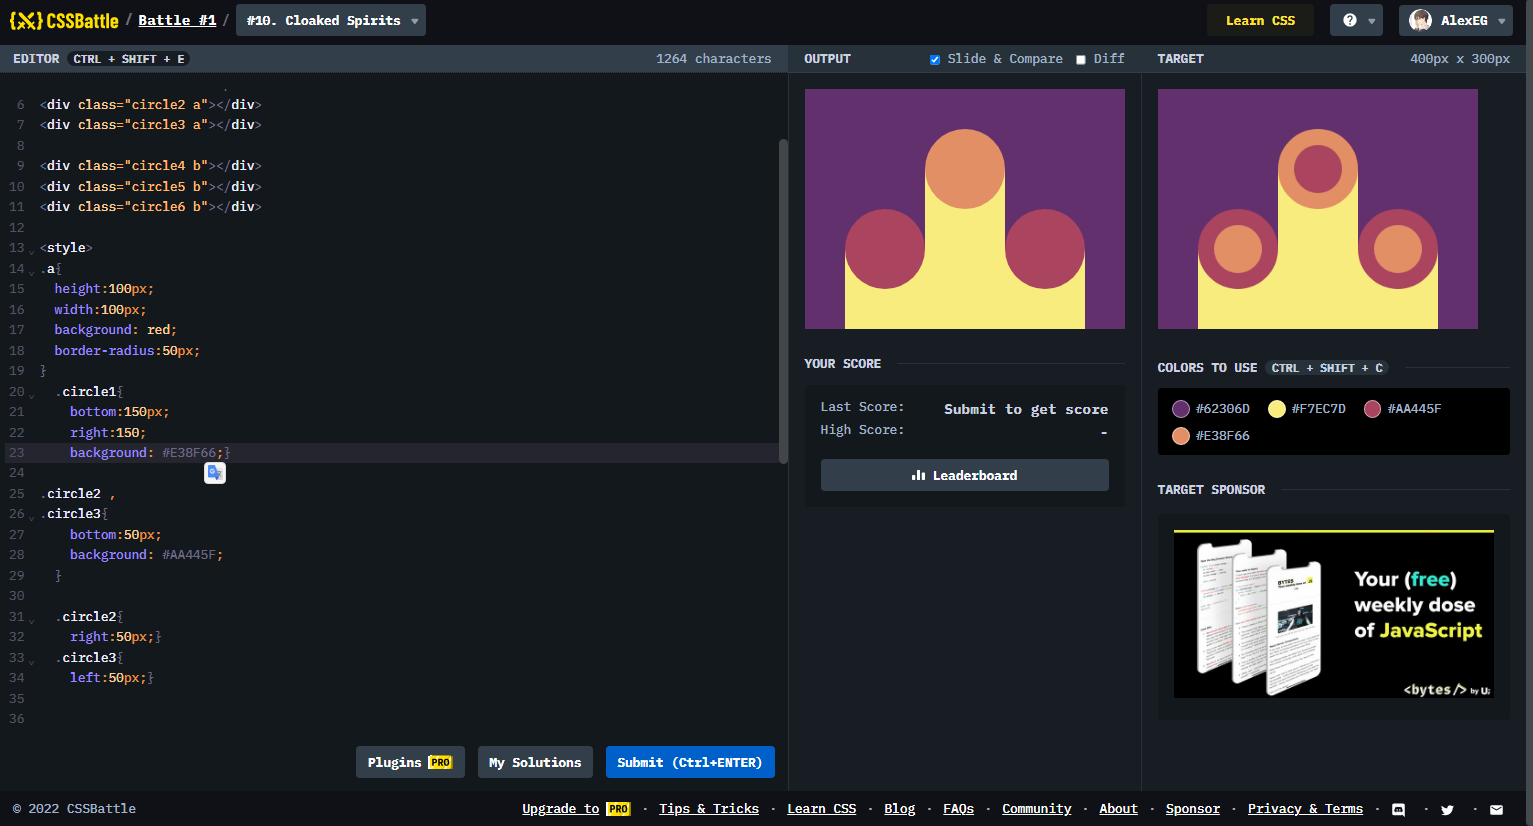 {X} CSSBattle / Battle #1 / #10. Cloaked Spirits
Learn CSS
?
AlexEG
EDITOR CTRL + SHIFT + E
1264 characters
6 <div class="circle2 a"></div>
7 <div class="circle3 a"></div>
8
9 <div class="circle4 b"></div>
10 <div class="circle5 b"></div>
11 <div class="circle6 b"></div>
12
13 <style>
14 .a{
15 height:100px;
16 width:100px;
17 background: red;
18 border-radius:50px;
19 }
20 .circle1{
21 bottom:150px;
22 right:150;
23 background: #E38F66;}
24
25 .circle2 ,
26 .circle3{
27 bottom:50px;
28 background: #AA445F;
29 }
30
31 .circle2{
32 right:50px;}
33 .circle3{
34 left:50px;}
35
36
Plugins PRO
My Solutions
Submit (Ctrl+ENTER)
OUTPUT
Slide & Compare
Diff
YOUR SCORE
Last Score: Submit to get score
High Score: -
Leaderboard
TARGET
400px x 300px
COLORS TO USE CTRL + SHIFT + C
#62306D #F7EC7D #AA445F
#E38F66
TARGET SPONSOR
BYTES
Your (free)
weekly dose
of JavaScript
<bytes/> by ui
© 2022 CSSBattle
Upgrade to PRO · Tips & Tricks · Learn CSS · Blog · FAQs · Community · About · Sponsor · Privacy & Terms · · ·